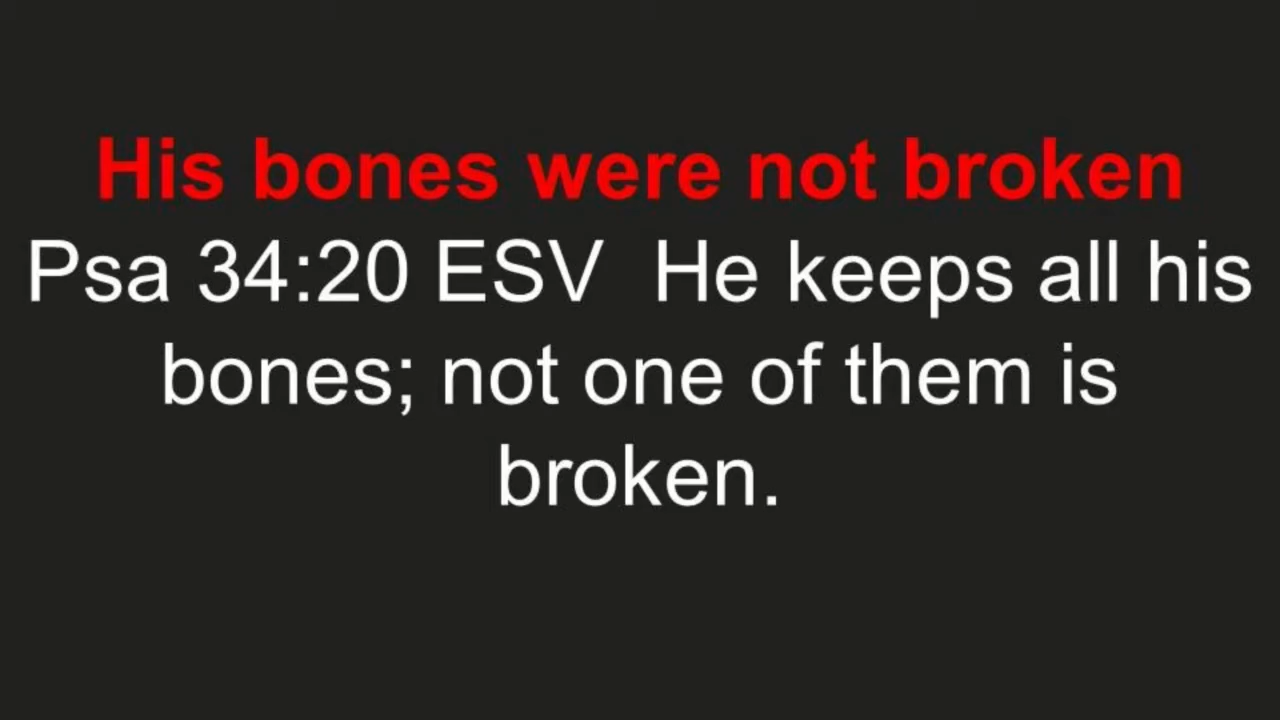 His bones were not broken
Psa 34:20 ESV  He keeps all his
bones; not one of them is
broken.